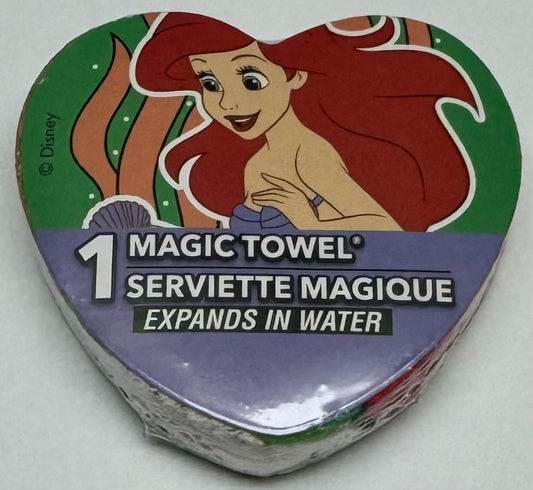 © Disney
1 MAGIC TOWEL®
SERVIETTE MAGIQUE
EXPANDS IN WATER